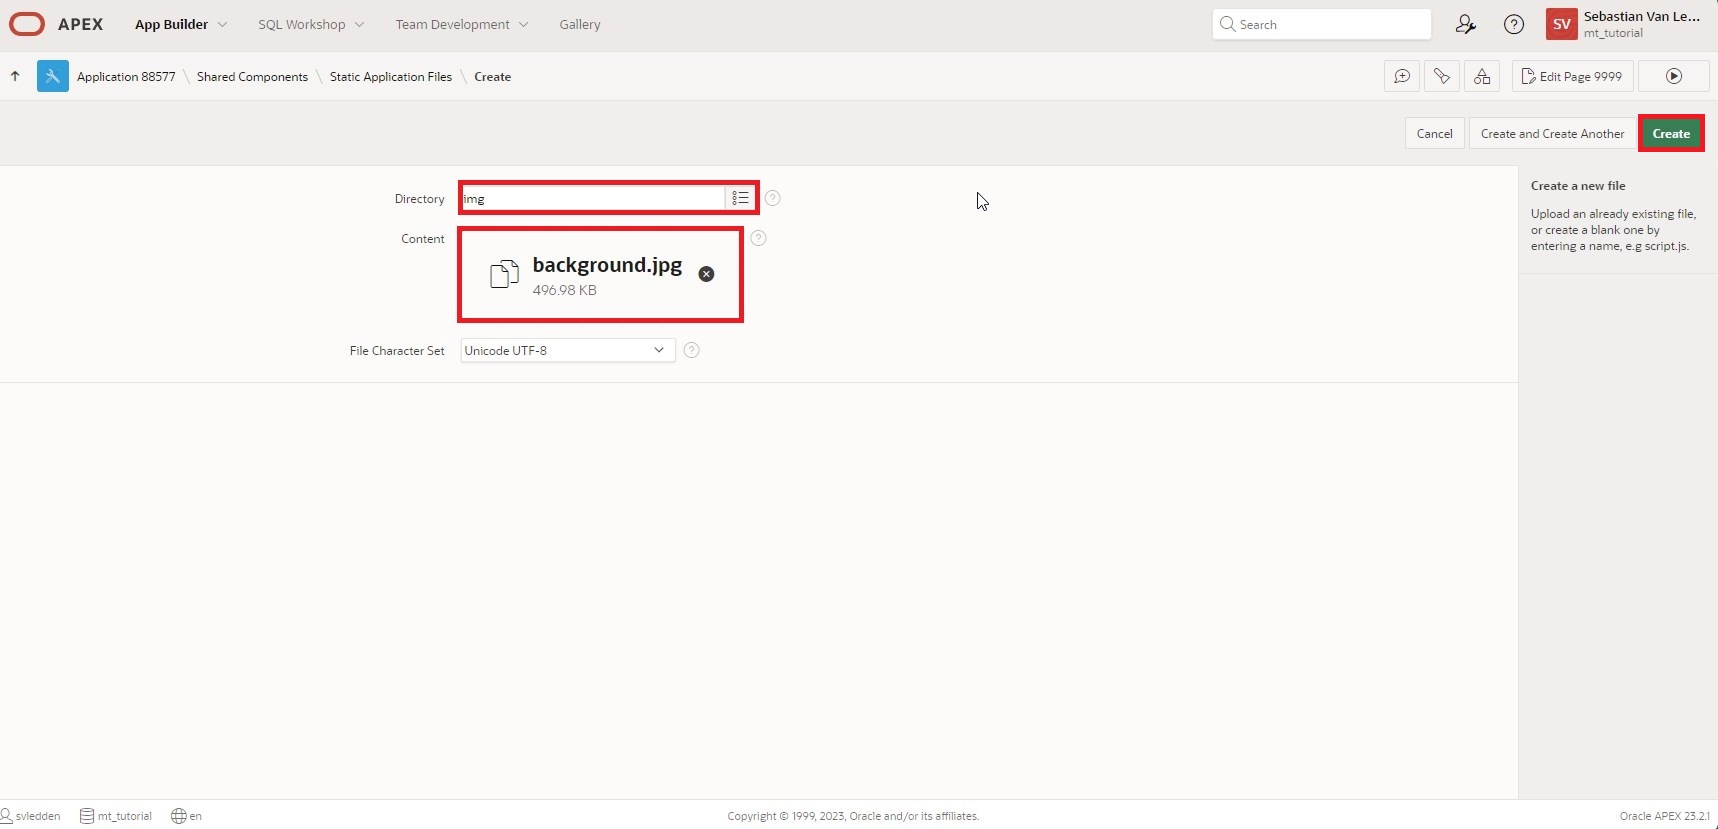 APEX App Builder SQL Workshop Team Development Gallery Search SV Sebastian Van Le...
mt_tutorial
Application 88577 \ Shared Components \ Static Application Files \ Create Edit Page 9999
Cancel Create and Create Another Create
Directory img
Content background.jpg
496.98 KB
File Character Set Unicode UTF-8
Create a new file
Upload an already existing file,
or create a blank one by
entering a name, e.g script.js.
svledden mt_tutorial en Copyright © 1999, 2023, Oracle and/or its affiliates. Oracle APEX 23.2.1